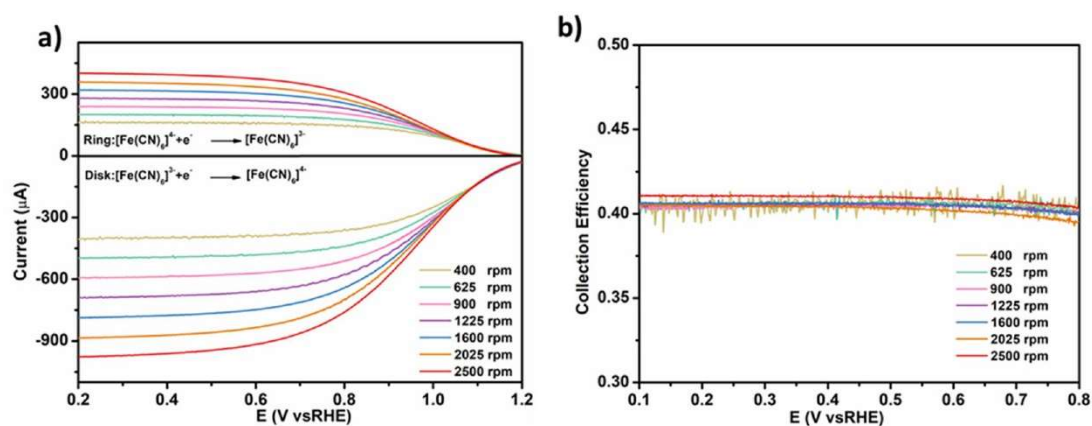 a)
300
0
-300
-600
-900
Current (μA)
Ring:[Fe(CN)6]4-+e- → [Fe(CN)6]3-
Disk:[Fe(CN)6]3-+e- → [Fe(CN)6]4-
400 rpm
625 rpm
900 rpm
1225 rpm
1600 rpm
2025 rpm
2500 rpm
0.2 0.4 0.6 0.8 1.0 1.2
E (V vsRHE)
b)
0.50
0.45
0.40
0.35
0.30
Collection Efficiency
400 rpm
625 rpm
900 rpm
1225 rpm
1600 rpm
2025 rpm
2500 rpm
0.1 0.2 0.3 0.4 0.5 0.6 0.7 0.8
E (V vsRHE)